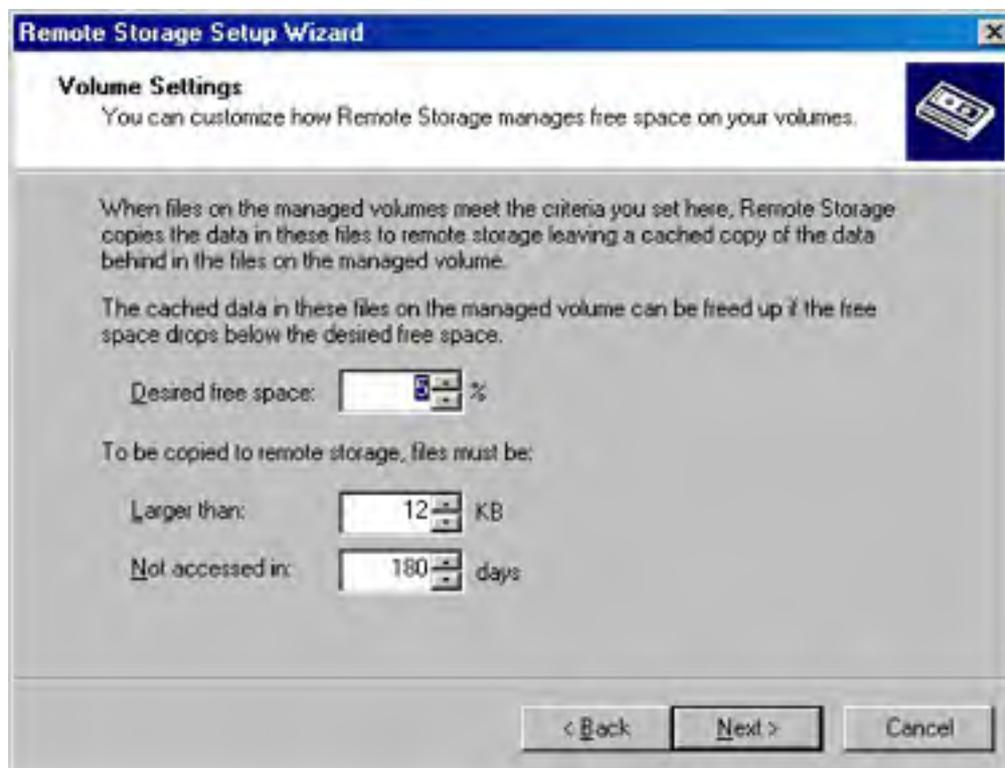 Remote Storage Setup Wizard
Volume Settings
You can customize how Remote Storage manages free space on your volumes.
When files on the managed volumes meet the criteria you set here, Remote Storage
copies the data in these files to remote storage leaving a cached copy of the data
behind in the files on the managed volume.
The cached data in these files on the managed volume can be freed up if the free
space drops below the desired free space.
Desired free space: 5 %
To be copied to remote storage, files must be:
Larger than: 12 KB
Not accessed in: 180 days
< Back Next > Cancel